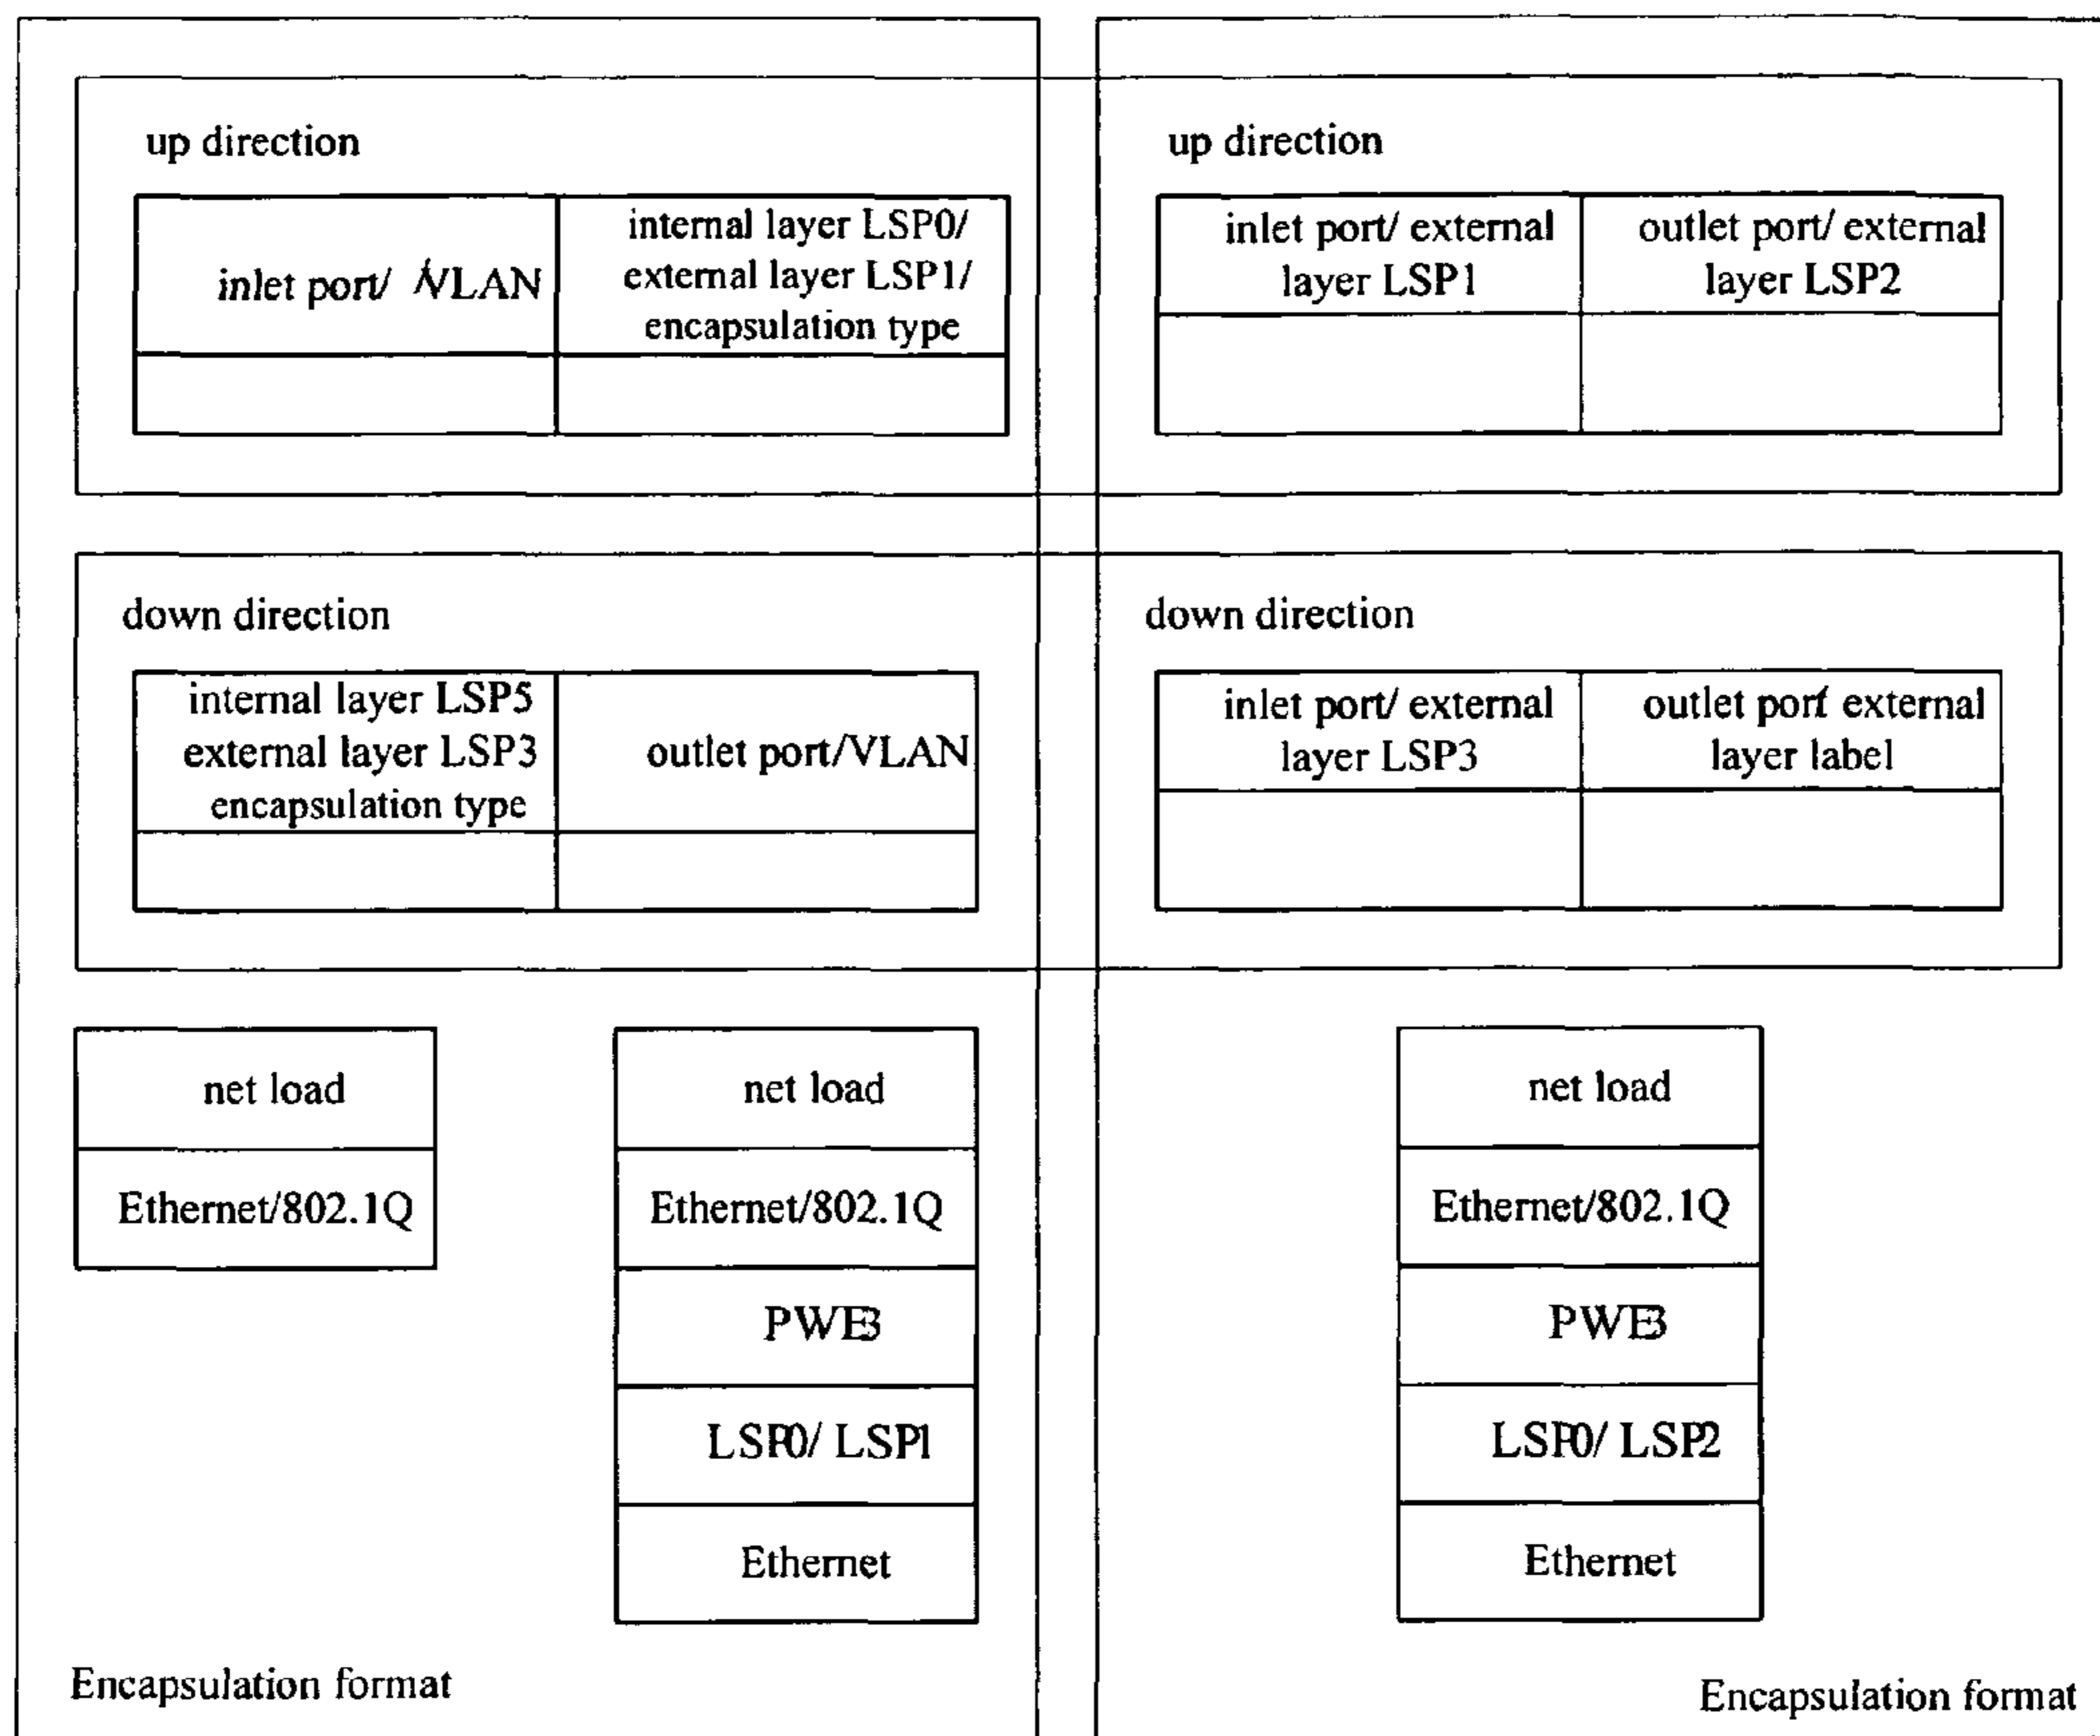 up direction
inlet port/ /VLAN
internal layer LSP0/
external layer LSP1/
encapsulation type
up direction
inlet port/ external
layer LSP1
outlet port/ external
layer LSP2
down direction
internal layer LSP5
external layer LSP3
encapsulation type
outlet port/VLAN
down direction
inlet port/ external
layer LSP3
outlet port/ external
layer label
net load
Ethernet/802.1Q
net load
Ethernet/802.1Q
PWE3
LSP0/ LSP1
Ethernet
Encapsulation format
net load
Ethernet/802.1Q
PWE3
LSP0/ LSP2
Ethernet
Encapsulation format